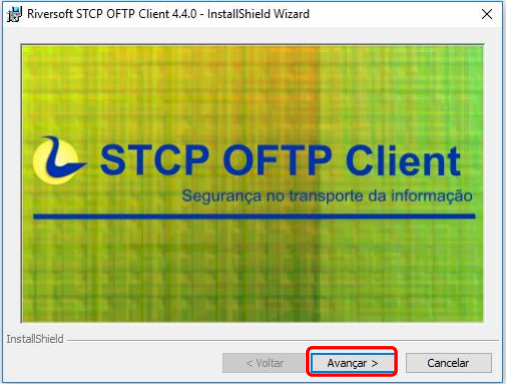 Riversoft STCP OFTP Client 4.4.0 - InstallShield Wizard
STCP OFTP Client
Segurança no transporte da informação
InstallShield
< Voltar
Avançar >
Cancelar